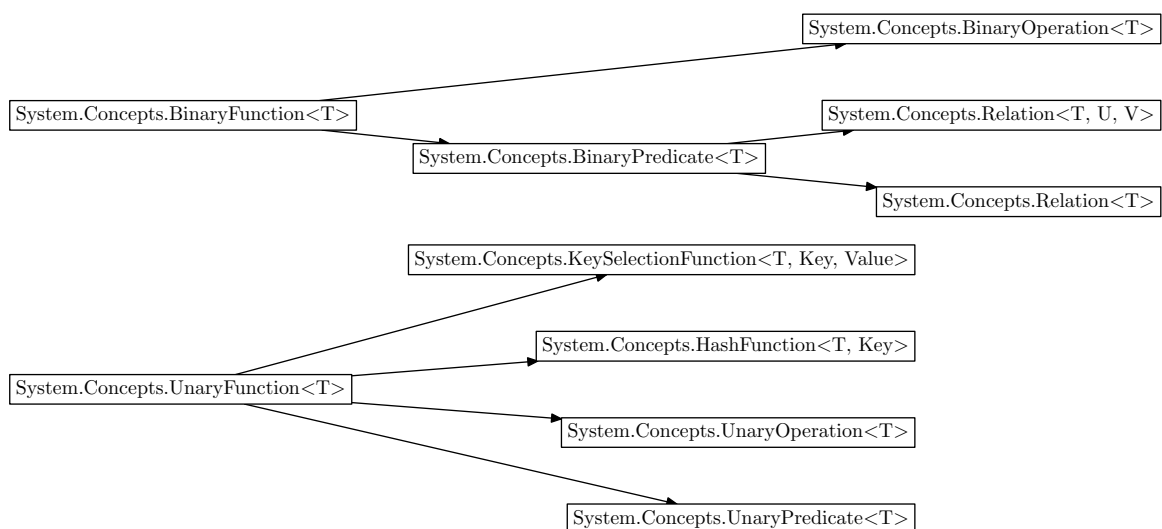 System.Concepts.BinaryOperation<T>
System.Concepts.BinaryFunction<T>
System.Concepts.Relation<T, U, V>
System.Concepts.BinaryPredicate<T>
System.Concepts.Relation<T>
System.Concepts.KeySelectionFunction<T, Key, Value>
System.Concepts.HashFunction<T, Key>
System.Concepts.UnaryFunction<T>
System.Concepts.UnaryOperation<T>
System.Concepts.UnaryPredicate<T>